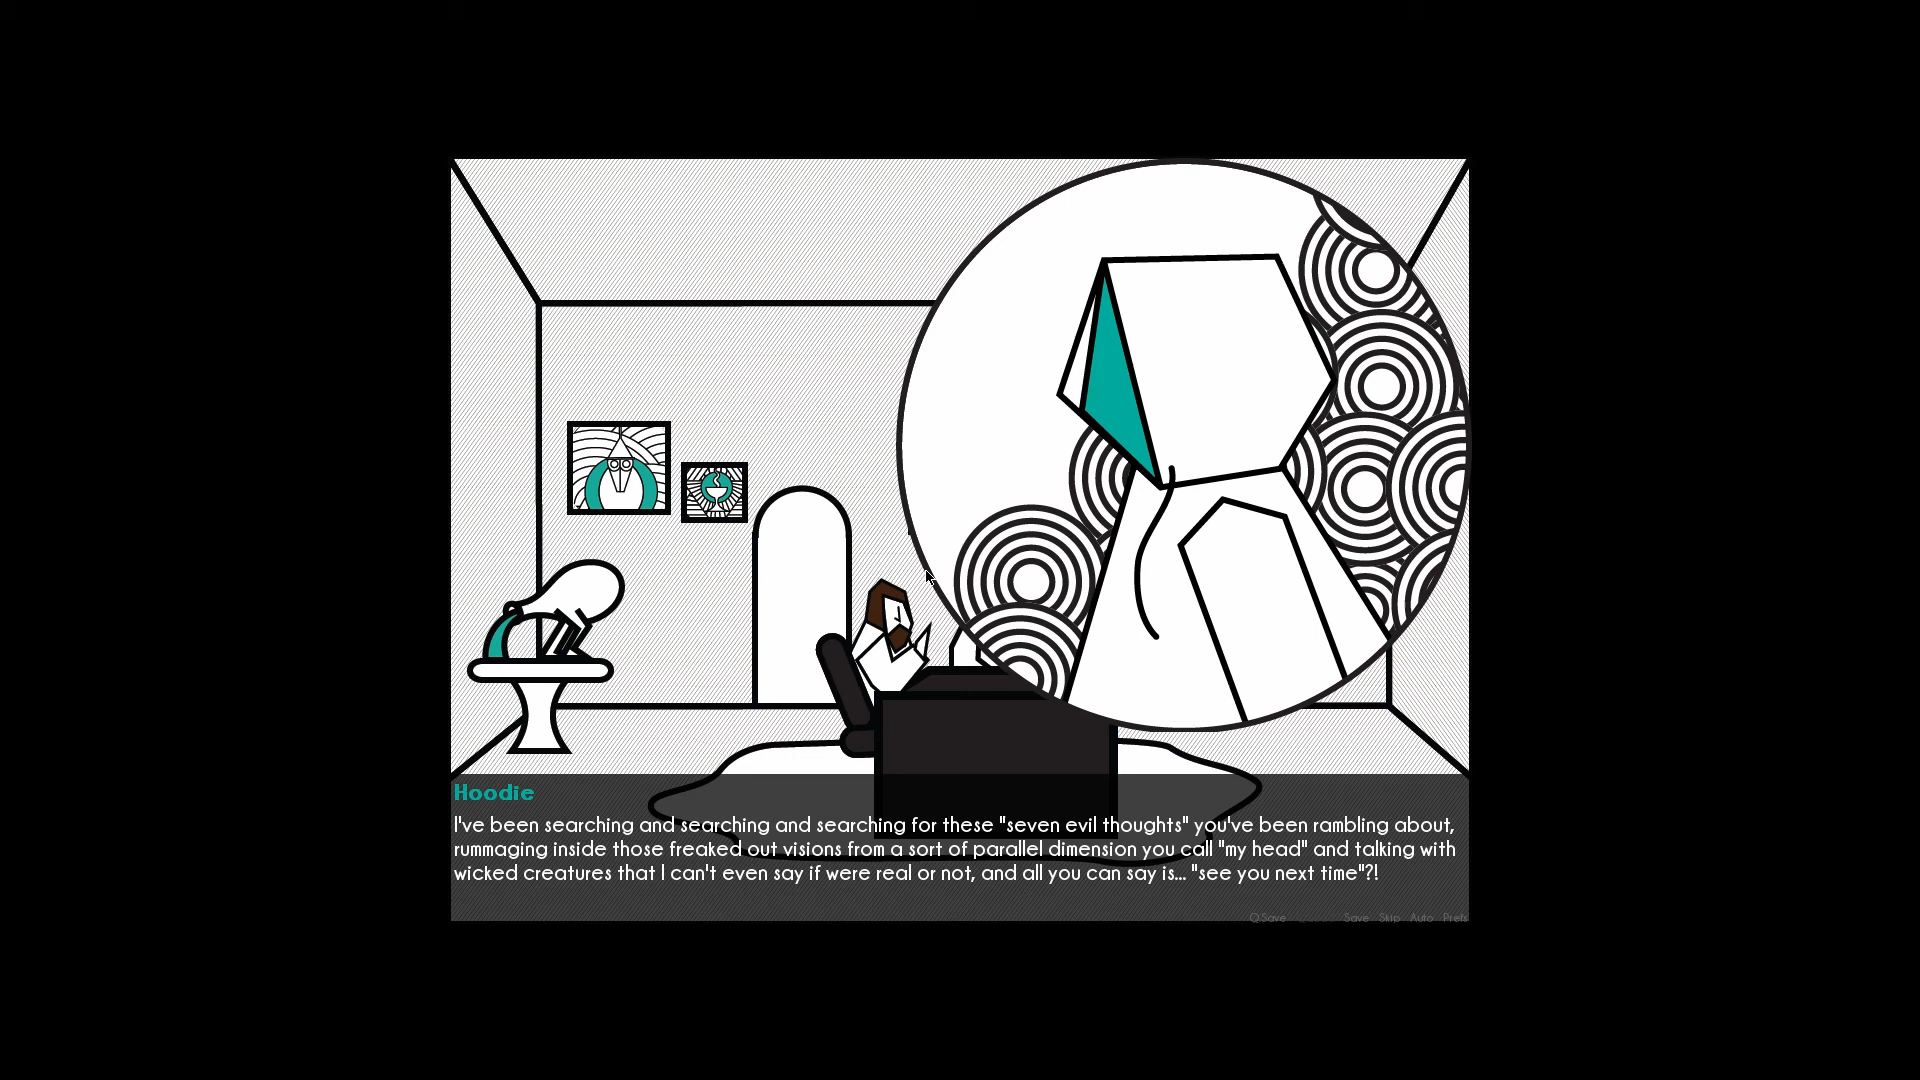 Hoodie
I've been searching and searching and searching for these "seven evil thoughts" you've been rambling about,
rummaging inside those freaked out visions from a sort of parallel dimension you call "my head" and talking with
wicked creatures that I can't even say if were real or not, and all you can say is... "see you next time"?!
QSave Save Skip Auto Prefs